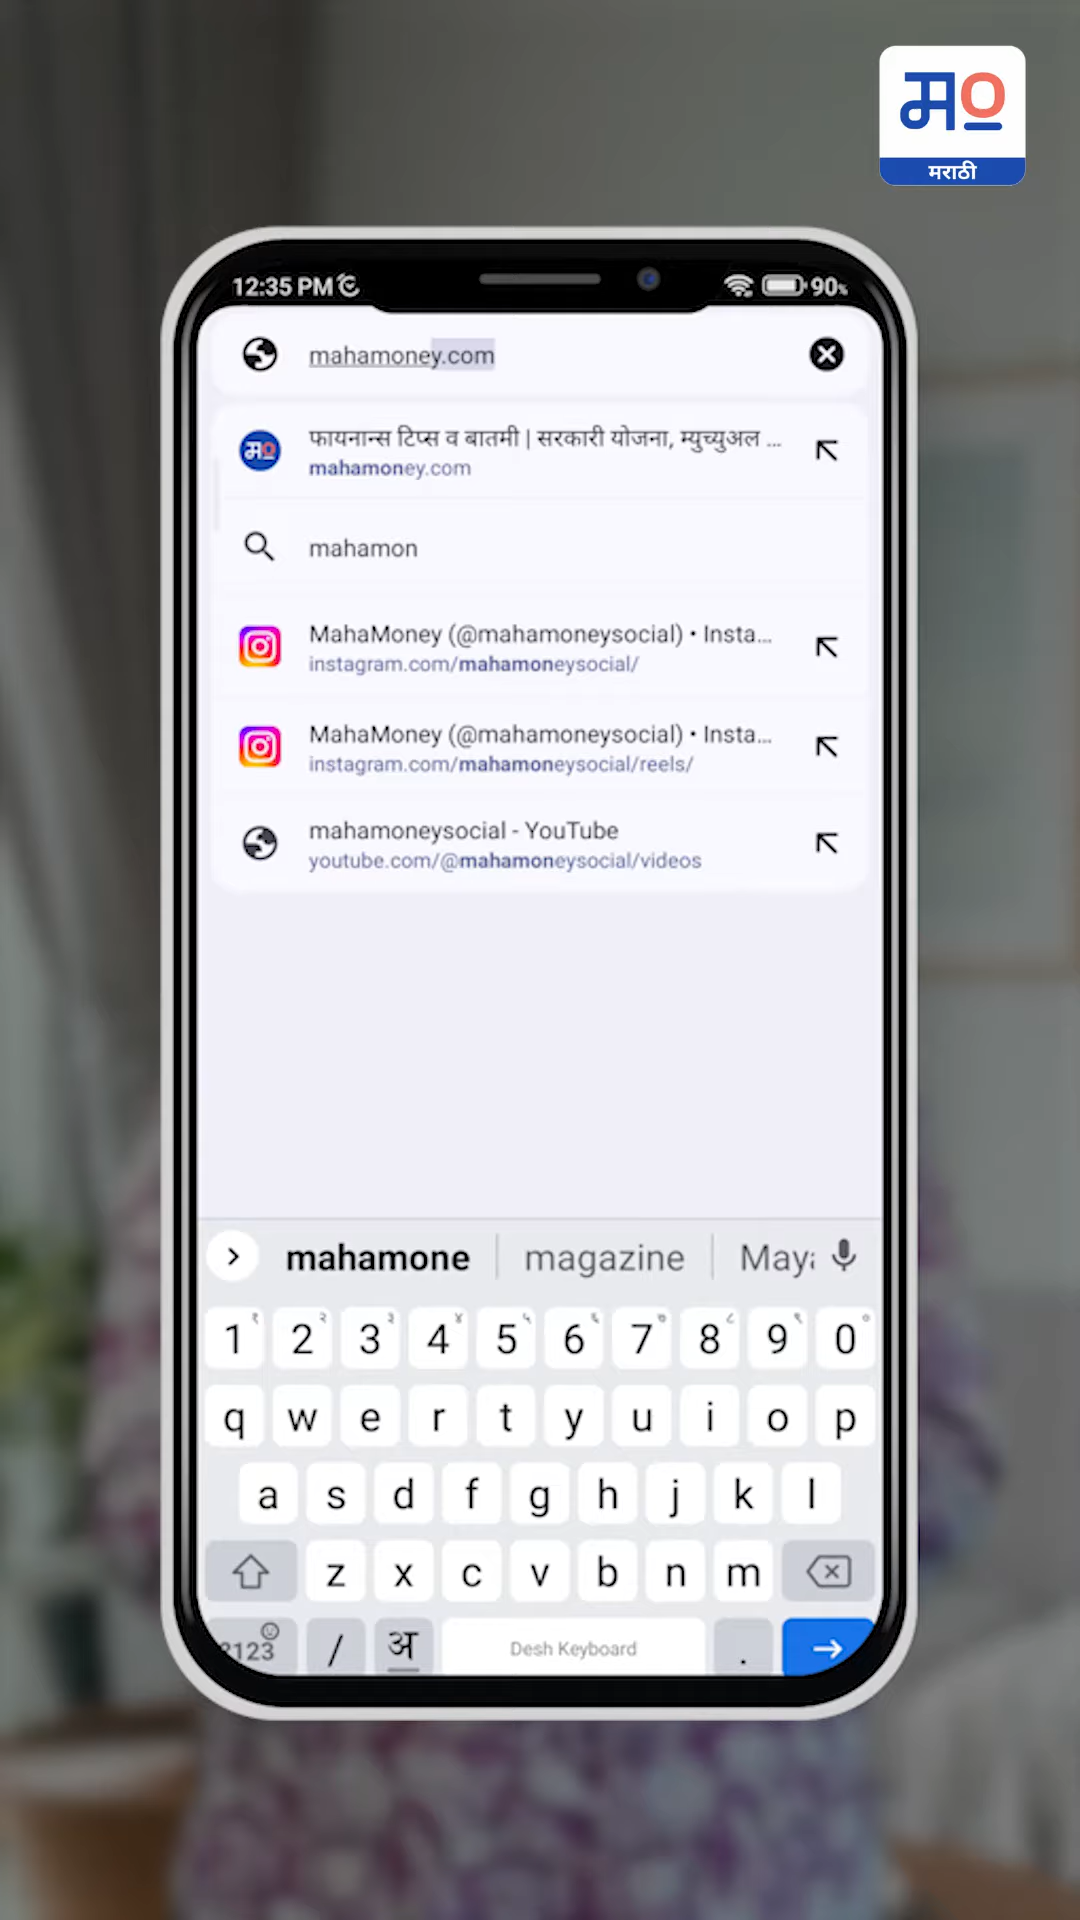 मo
मराठी
12:35 PM
90%
mahamoney.com
फायनान्स टिप्स व बातमी | सरकारी योजना, म्युच्युअल ...
mahamoney.com
mahamon
MahaMoney (@mahamoneysocial) • Insta...
instagram.com/mahamoneysocial/
MahaMoney (@mahamoneysocial) • Insta...
instagram.com/mahamoneysocial/reels/
mahamoneysocial - YouTube
youtube.com/@mahamoneysocial/videos
mahamone magazine Maya
1 2 3 4 5 6 7 8 9 0
q w e r t y u i o p
a s d f g h j k l
z x c v b n m
?123 / अ Desh Keyboard .